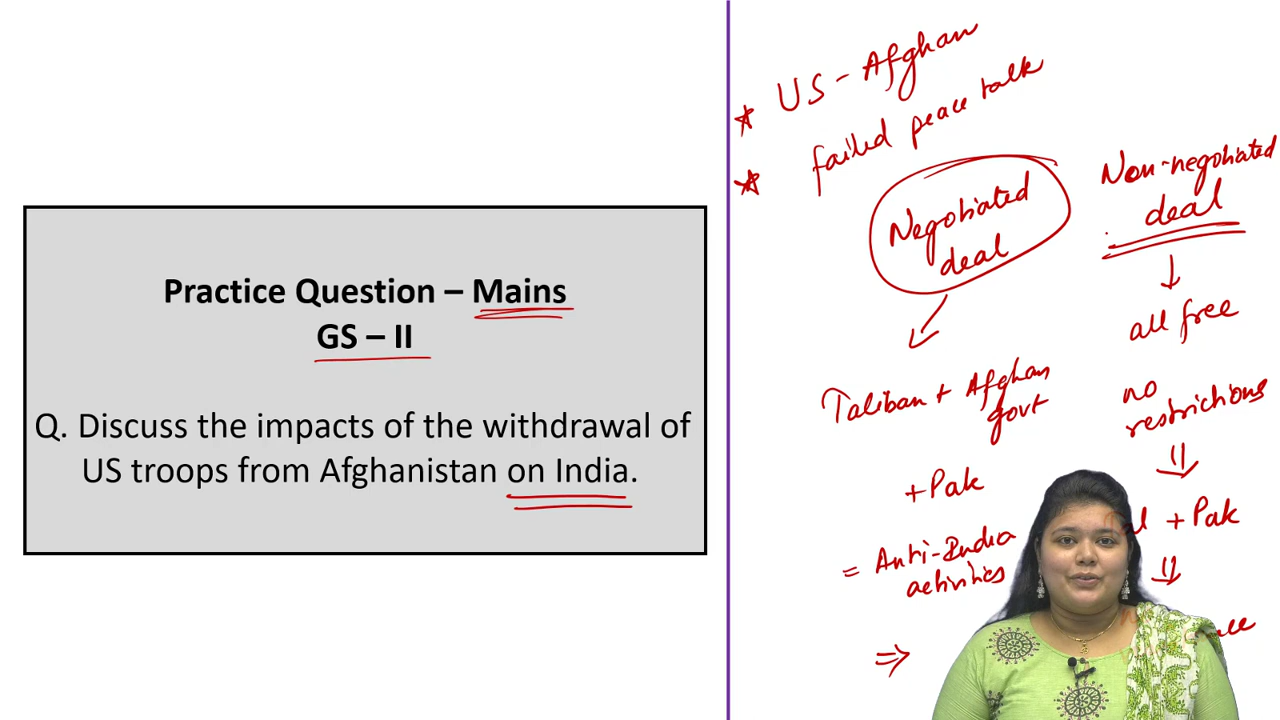 Practice Question – Mains
GS – II
Q. Discuss the impacts of the withdrawal of
US troops from Afghanistan on India.
* US - Afghan
* failed peace talk
Negotiated
deal
Taliban + Afghan
govt
+ Pak
= Anti-India
activities
⇒
Non-negotiated
deal
all free
no
restrictions
+ Pak